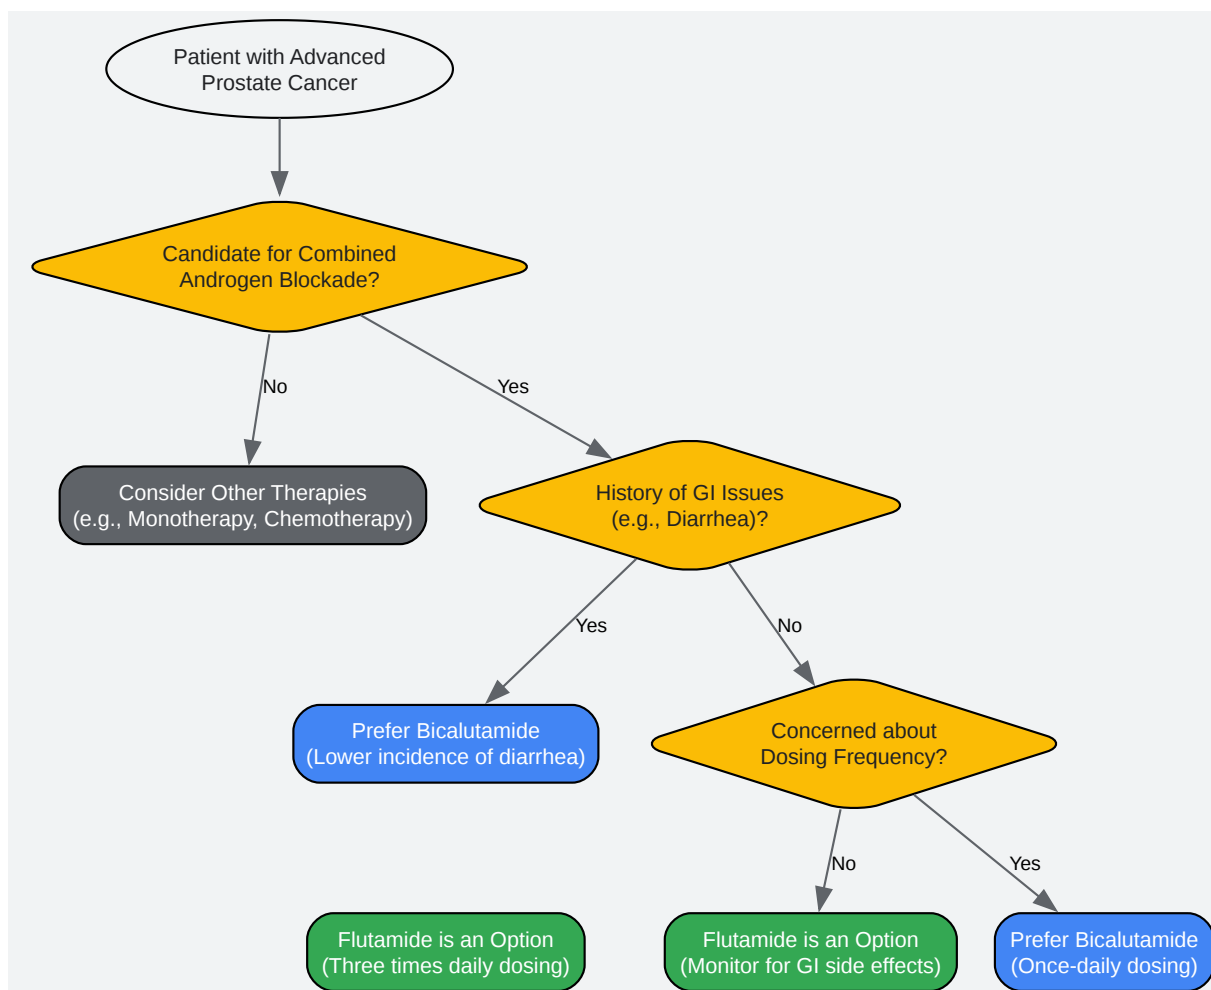 Patient with Advanced
Prostate Cancer
Candidate for Combined
Androgen Blockade?
No
Yes
Consider Other Therapies
(e.g., Monotherapy, Chemotherapy)
History of GI Issues
(e.g., Diarrhea)?
Yes
No
Prefer Bicalutamide
(Lower incidence of diarrhea)
Concerned about
Dosing Frequency?
No
Yes
Flutamide is an Option
(Three times daily dosing)
Flutamide is an Option
(Monitor for GI side effects)
Prefer Bicalutamide
(Once-daily dosing)